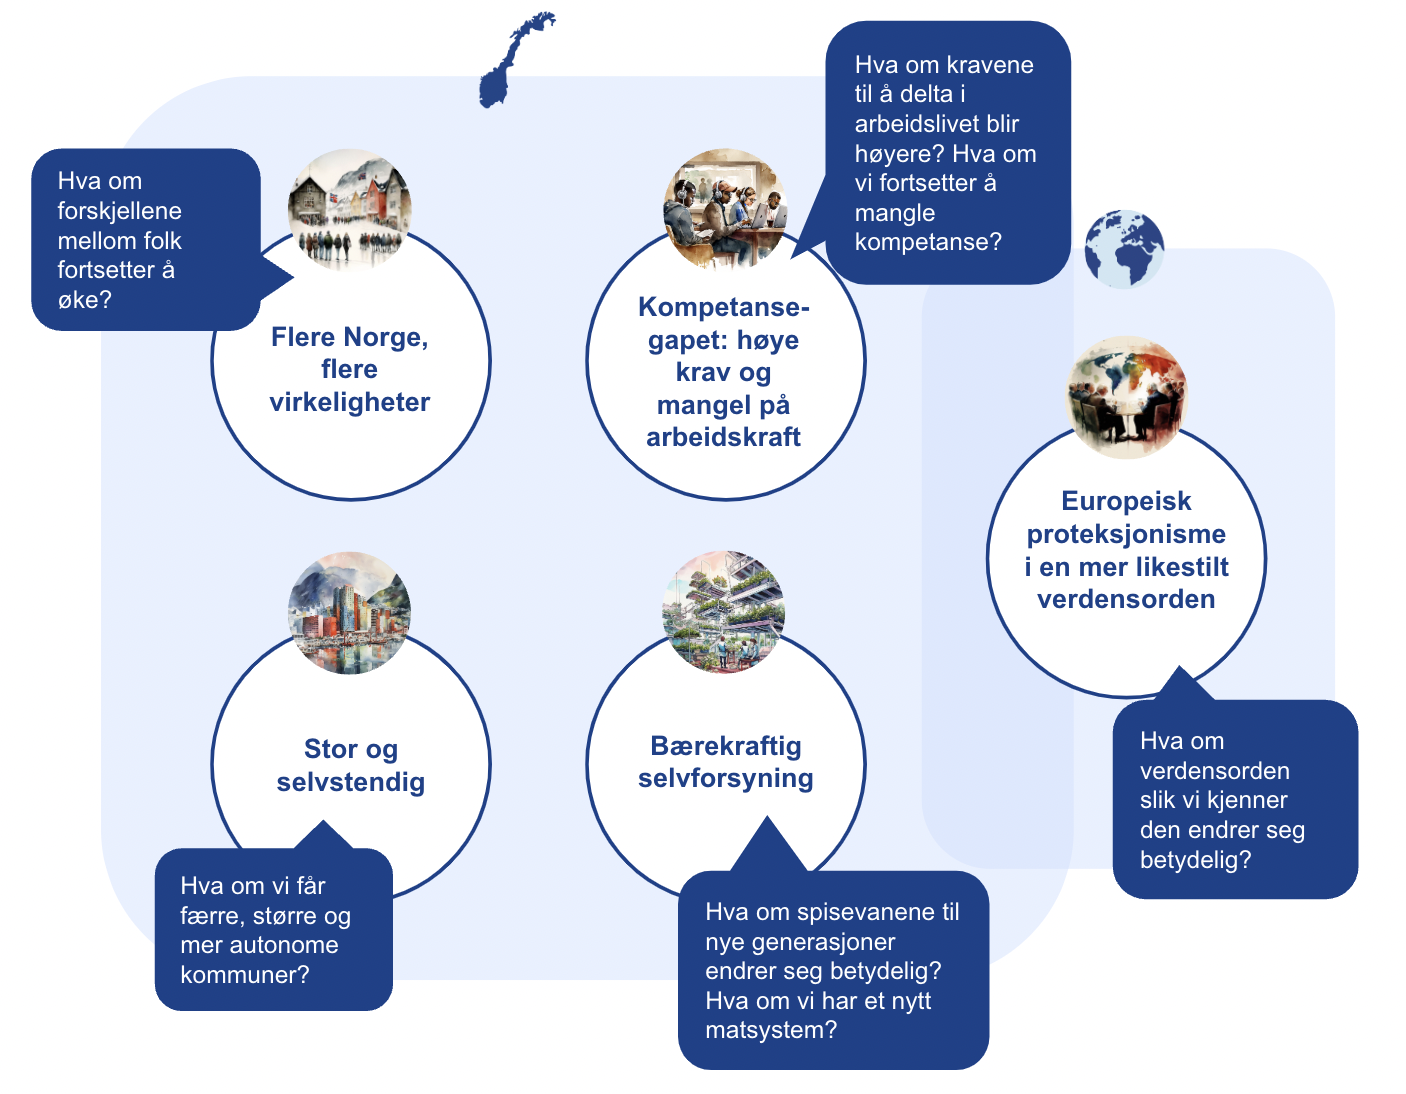 Hva om
forskjellene
mellom folk
fortsetter å
øke?
Flere Norge,
flere
virkeligheter
Hva om kravene
til å delta i
arbeidslivet blir
høyere? Hva om
vi fortsetter å
mangle
kompetanse?
Kompetanse-
gapet: høye
krav og
mangel på
arbeidskraft
Europeisk
proteksjonisme
i en mer likestilt
verdensorden
Hva om
verdensorden
slik vi kjenner
den endrer seg
betydelig?
Stor og
selvstendig
Hva om vi får
færre, større og
mer autonome
kommuner?
Bærekraftig
selvforsyning
Hva om spisevanene til
nye generasjoner
endrer seg betydelig?
Hva om vi har et nytt
matsystem?